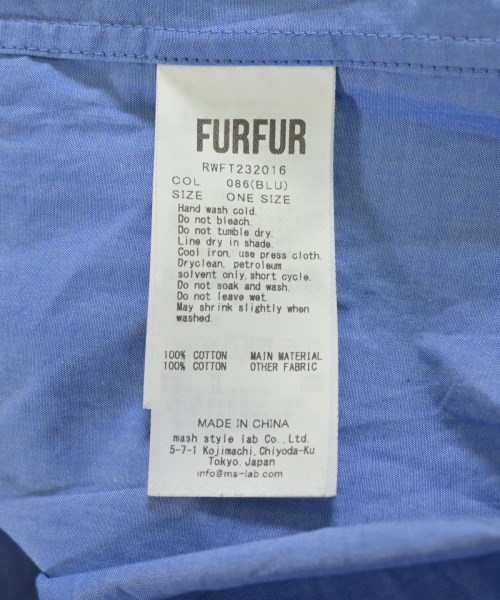 FURFUR
RWFT232016
COL 086(BLU)
SIZE ONE SIZE
Hand wash cold.
Do not bleach.
Do not tumble dry.
Line dry in shade.
Cool iron, use press cloth.
Dryclean, petroleum
solvent only,short cycle.
Do not soak and wash.
Do not leave wet.
May shrink slightly when
washed.
100% COTTON MAIN MATERIAL
100% COTTON OTHER FABRIC
MADE IN CHINA
mash style lab Co.,Ltd.
5-7-1 Kojimachi,Chiyoda-Ku
Tokyo,Japan
info@ms-lab.com